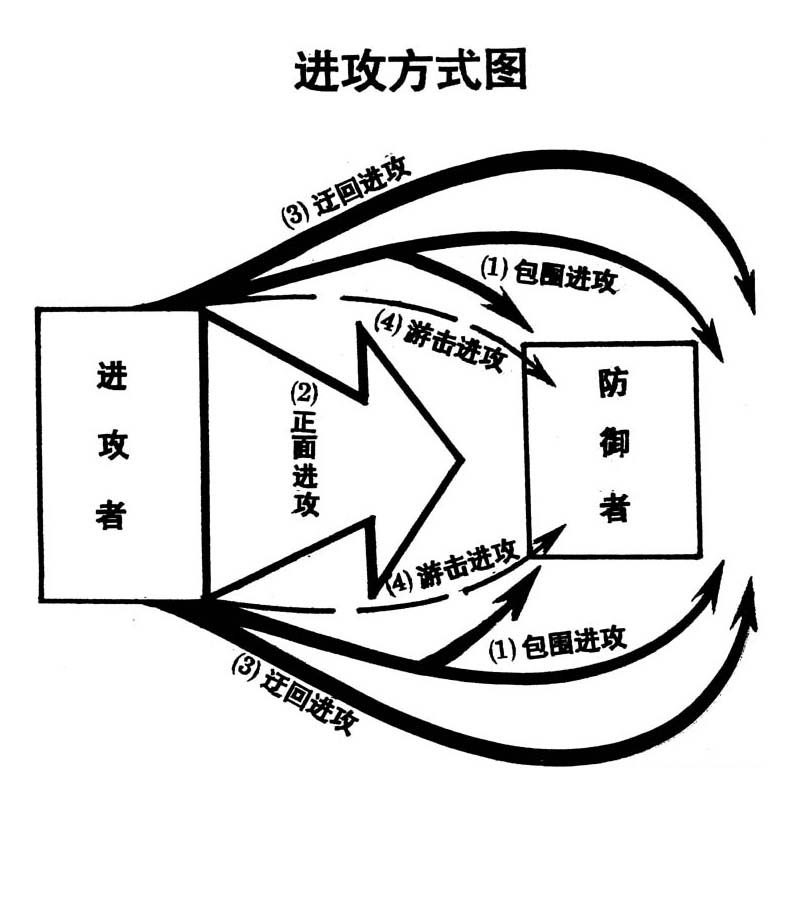 进攻方式图
(3) 迂回进攻
(1) 包围进攻
(4) 游击进攻
进攻者
(2) 正面进攻
防御者
(4) 游击进攻
(1) 包围进攻
(3) 迂回进攻